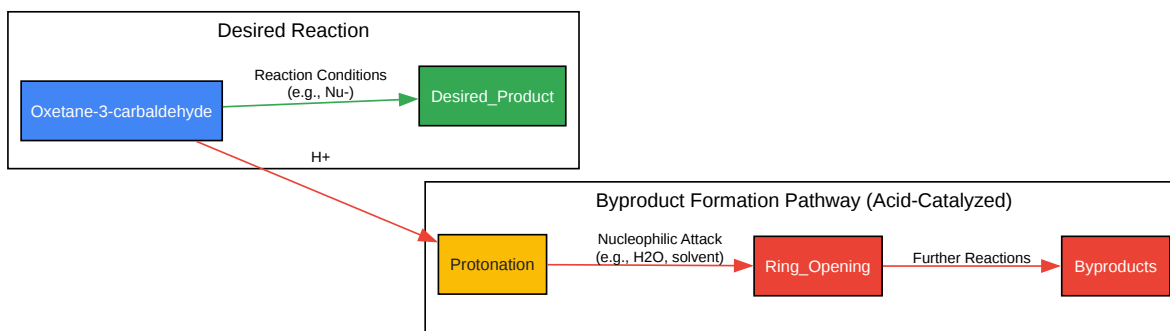 Desired Reaction
Oxetane-3-carbaldehyde
Reaction Conditions
(e.g., Nu-)
Desired_Product
H+
Byproduct Formation Pathway (Acid-Catalyzed)
Protonation
Nucleophilic Attack
(e.g., H2O, solvent)
Ring_Opening
Further Reactions
Byproducts